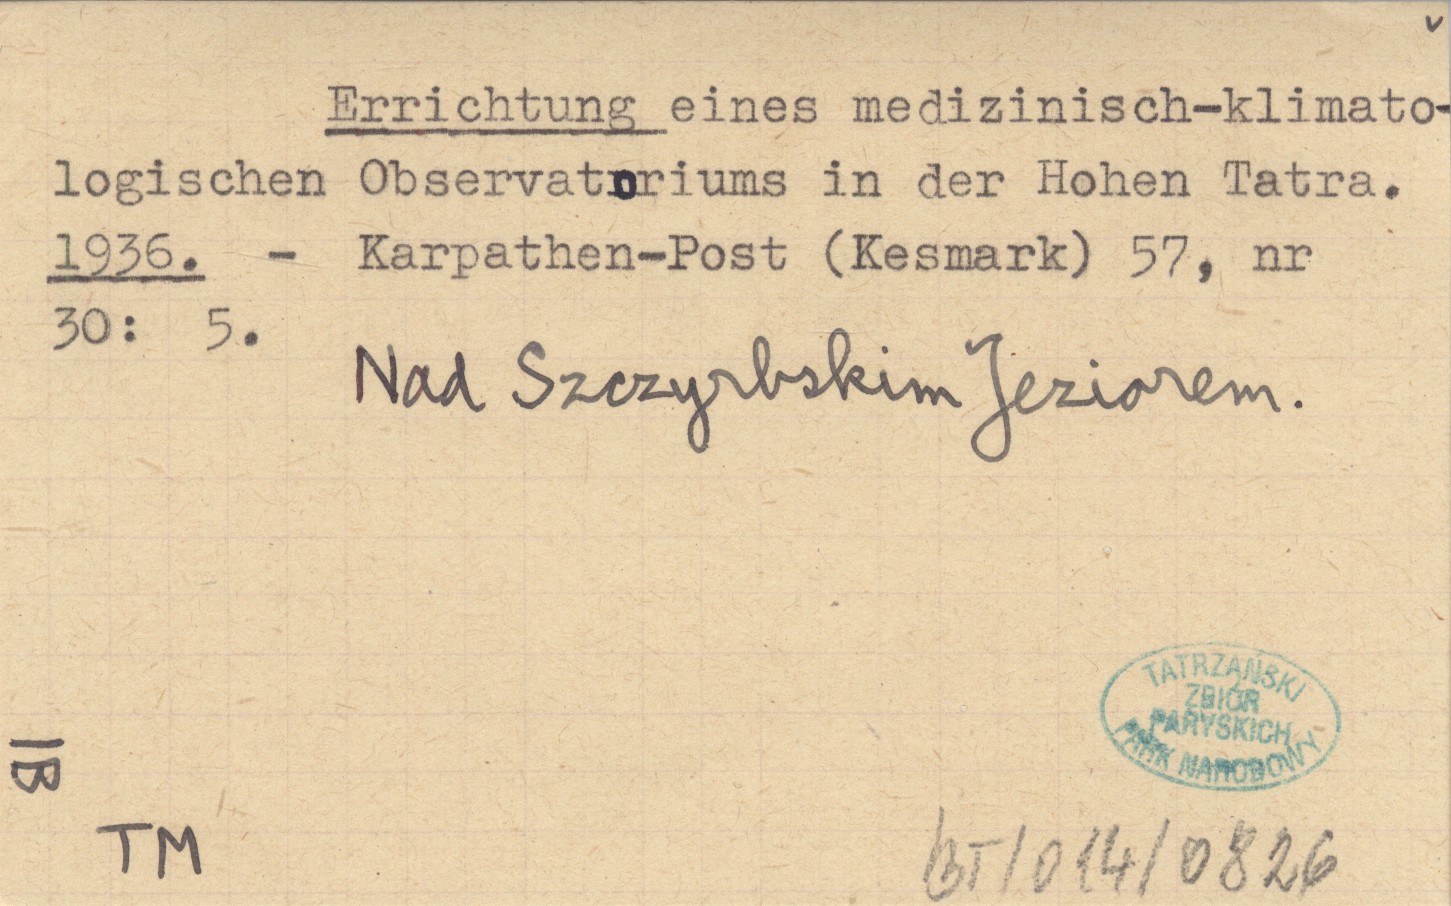 v
Errichtung eines medizinisch-klimato-
logischen Observatoriums in der Hohen Tatra.
1936. - Karpathen-Post (Kesmark) 57, nr
30: 5.
Nad Szczyrbskim Jeziorem.
TATRZAŃSKI
ZBIÓR
PARYSKICH
PARK NARODOWY
IB
TM
BT/014/0826